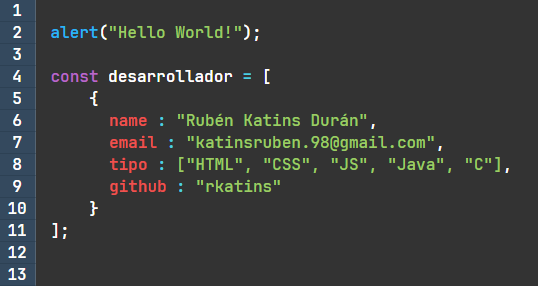 1
2 alert("Hello World!");
3
4 const desarrollador = [
5 {
6 name : "Rubén Katins Durán",
7 email : "katinsruben.98@gmail.com",
8 tipo : ["HTML", "CSS", "JS", "Java", "C"],
9 github : "rkatins"
10 }
11 ];
12
13